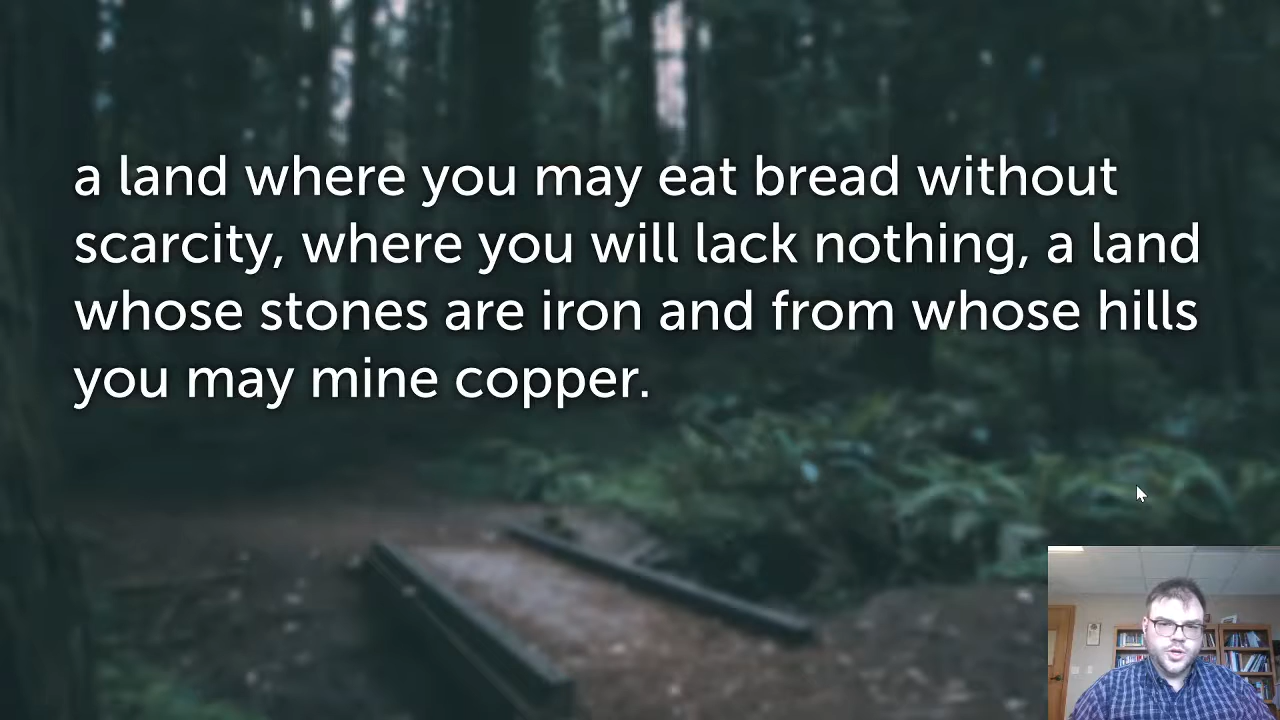 a land where you may eat bread without
scarcity, where you will lack nothing, a land
whose stones are iron and from whose hills
you may mine copper.